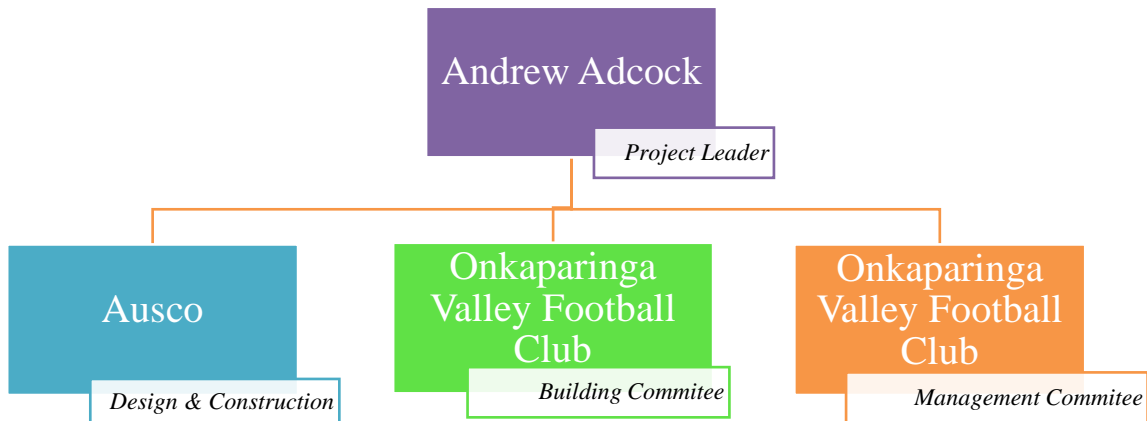 Andrew Adcock
Project Leader
Ausco
Design & Construction
Onkaparinga
Valley Football
Club
Building Commitee
Onkaparinga
Valley Football
Club
Management Commitee